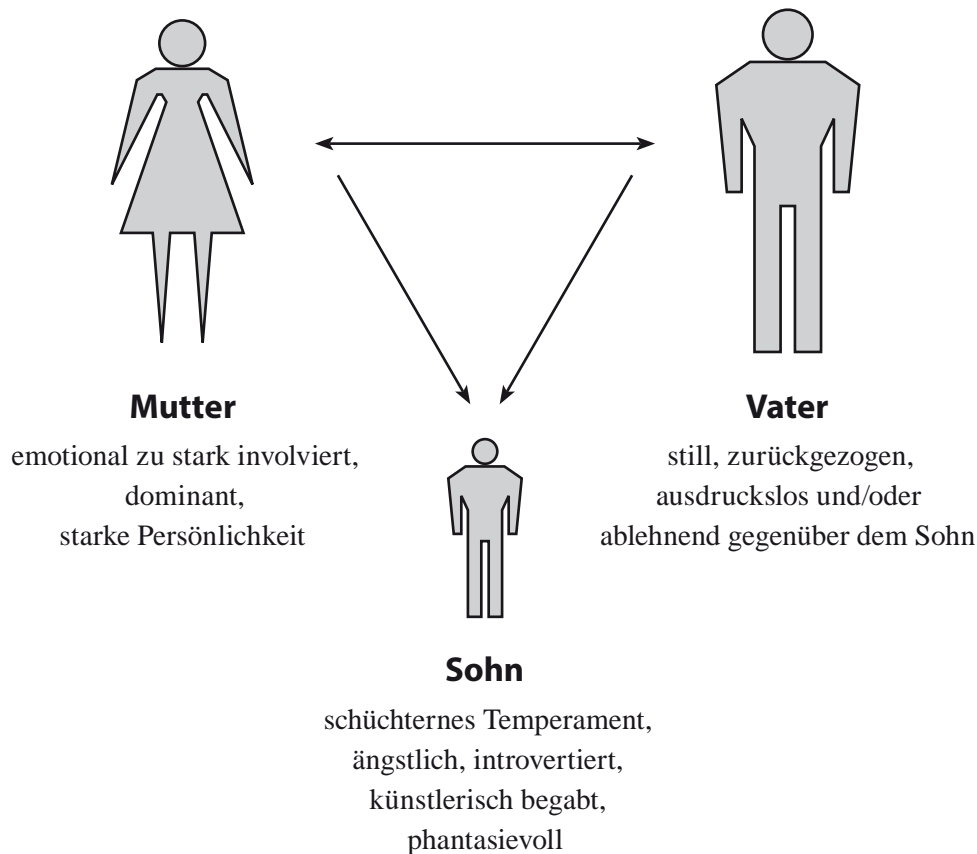 Mutter
emotional zu stark involviert,
dominant,
starke Persönlichkeit
Vater
still, zurückgezogen,
ausdruckslos und/oder
ablehnend gegenüber dem Sohn
Sohn
schüchternes Temperament,
ängstlich, introvertiert,
künstlerisch begabt,
phantasievoll